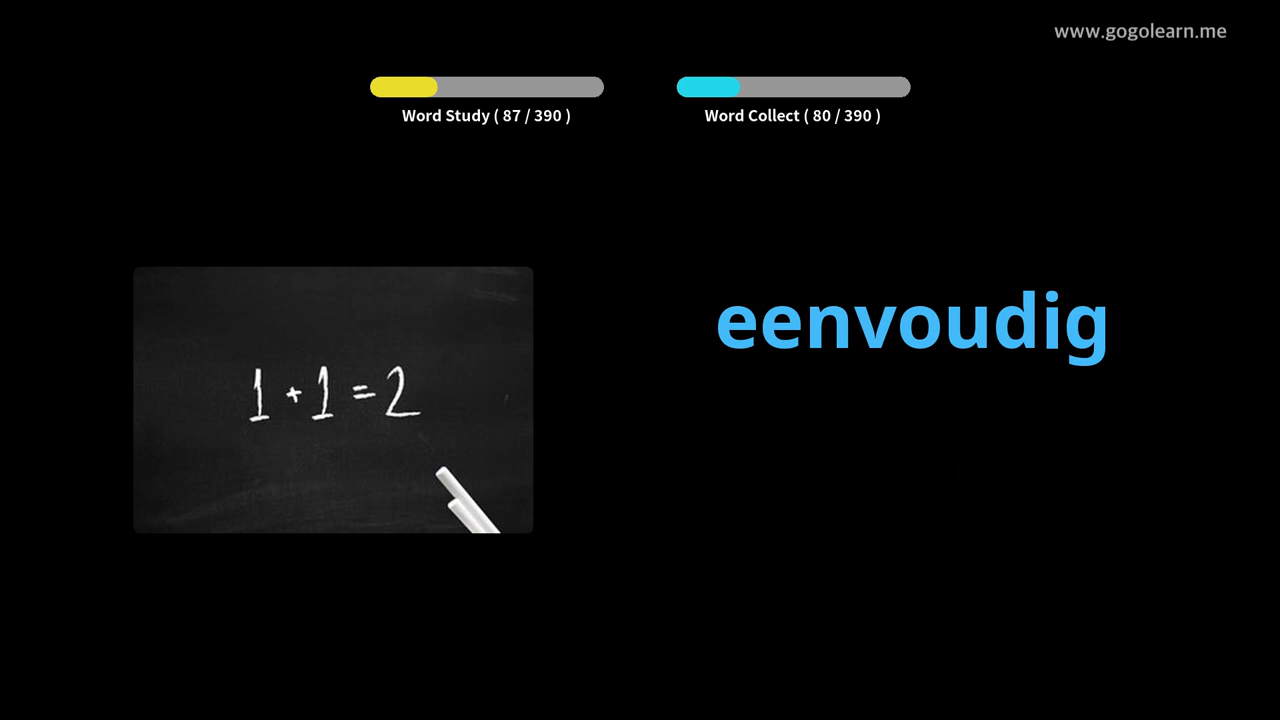 www.gogolearn.me
Word Study ( 87 / 390 )
Word Collect ( 80 / 390 )
eenvoudig
1 + 1 = 2